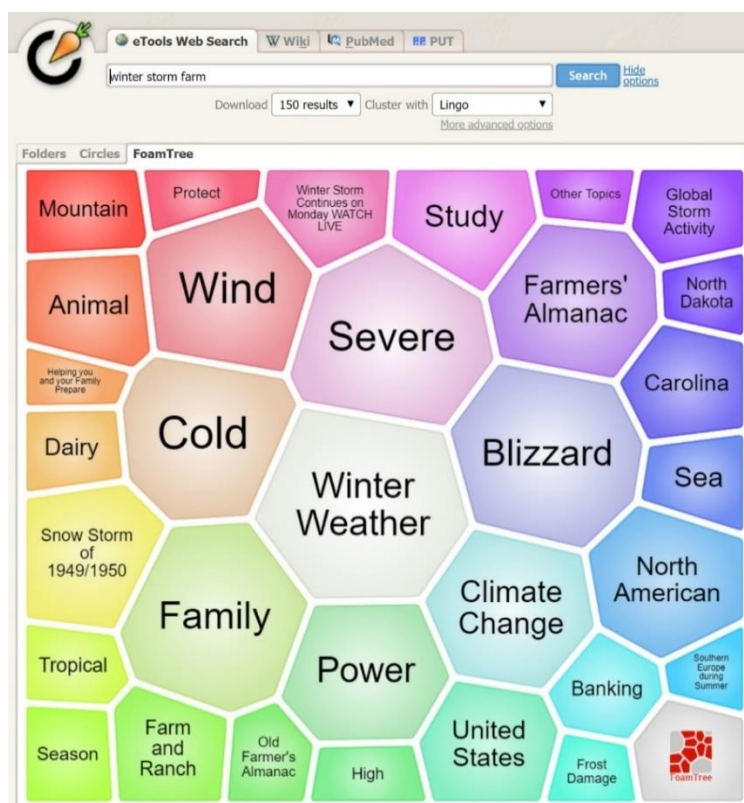 eTools Web Search
Wiki
PubMed
PUT
winter storm farm
Search
Hide
options
Download
150 results
Cluster with
Lingo
More advanced options
Folders
Circles
FoamTree
Mountain
Protect
Winter Storm
Continues on
Monday WATCH
LIVE
Study
Other Topics
Global
Storm
Activity
Animal
Wind
Severe
Farmers'
Almanac
North
Dakota
Helping you
and your Family
Prepare
Cold
Blizzard
Carolina
Dairy
Winter
Weather
Sea
Snow Storm
of
1949/1950
Family
Climate
Change
North
American
Tropical
Power
Banking
Southern
Europe
during
Summer
Season
Farm
and
Ranch
Old
Farmer's
Almanac
High
United
States
Frost
Damage
FoamTree